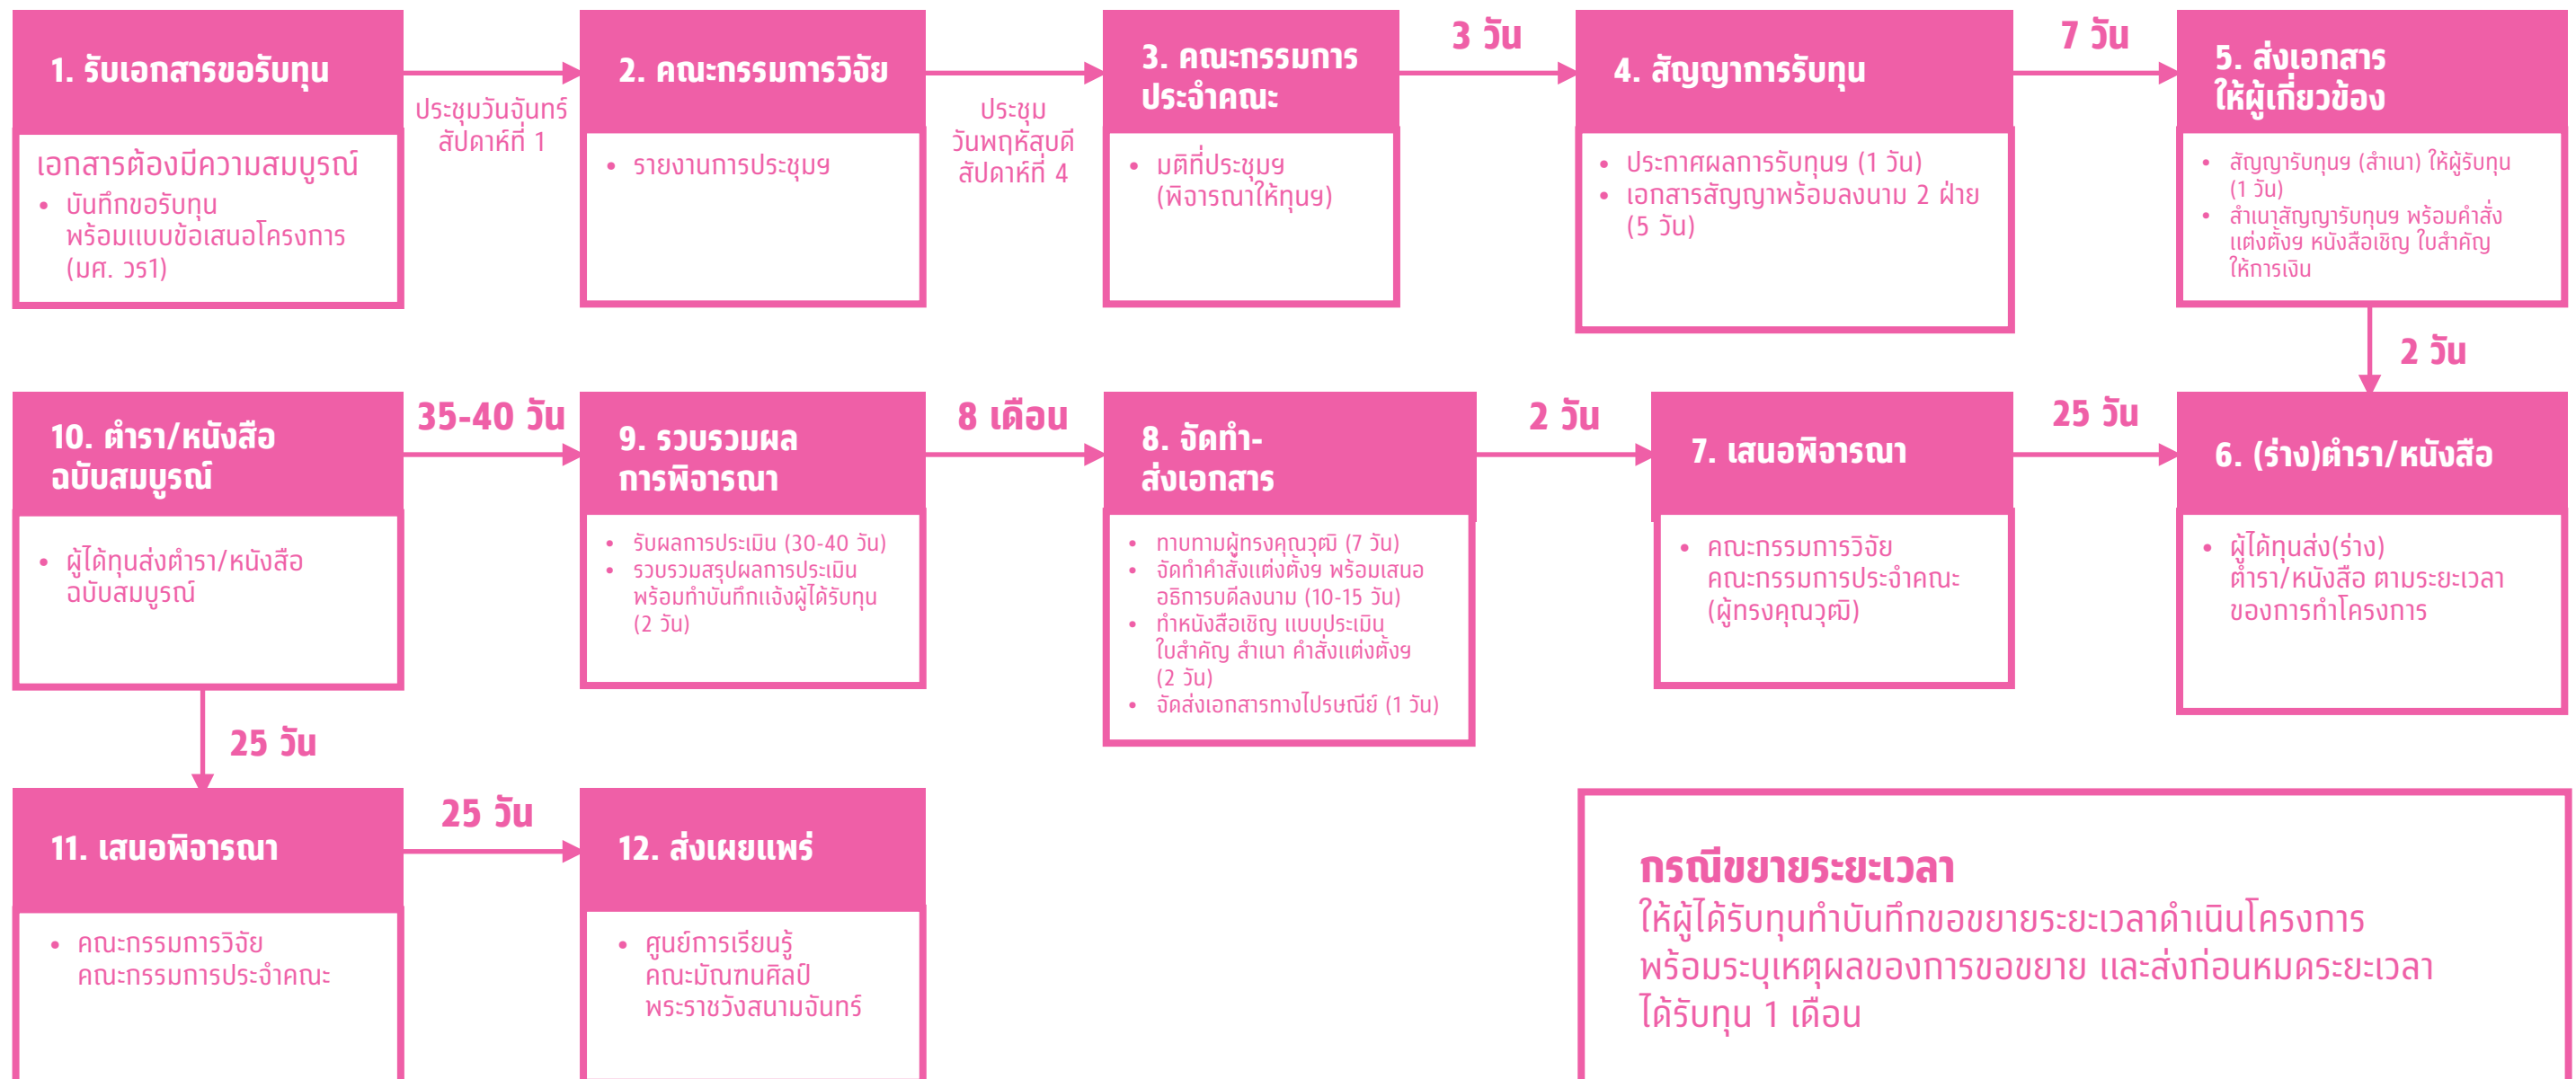 1. รับเอกสารขอรับทุน
เอกสารต้องมีความสมบูรณ์
• บันทึกขอรับทุน
พร้อมแบบข้อเสนอโครงการ
(มศ. วร1)
ประชุมวันจันทร์
สัปดาห์ที่ 1
2. คณะกรรมการวิจัย
• รายงานการประชุมฯ
ประชุม
วันพฤหัสบดี
สัปดาห์ที่ 4
3. คณะกรรมการ
ประจำคณะ
• มติที่ประชุมฯ
(พิจารณาให้ทุนฯ)
3 วัน
4. สัญญาการรับทุน
• ประกาศผลการรับทุนฯ (1 วัน)
• เอกสารสัญญาพร้อมลงนาม 2 ฝ่าย
(5 วัน)
7 วัน
5. ส่งเอกสาร
ให้ผู้เกี่ยวข้อง
• สัญญารับทุนฯ (สำเนา) ให้ผู้รับทุน
(1 วัน)
• สำเนาสัญญารับทุนฯ พร้อมคำสั่ง
แต่งตั้งฯ หนังสือเชิญ ใบสำคัญ
ให้การเงิน
2 วัน
10. ตำรา/หนังสือ
ฉบับสมบูรณ์
• ผู้ได้ทุนส่งตำรา/หนังสือ
ฉบับสมบูรณ์
35-40 วัน
9. รวบรวมผล
การพิจารณา
• รับผลการประเมิน (30-40 วัน)
• รวบรวมสรุปผลการประเมิน
พร้อมทำบันทึกแจ้งผู้ได้รับทุน
(2 วัน)
8 เดือน
8. จัดทำ-
ส่งเอกสาร
• ทาบทามผู้ทรงคุณวุฒิ (7 วัน)
• จัดทำคำสั่งแต่งตั้งฯ พร้อมเสนอ
อธิการบดีลงนาม (10-15 วัน)
• ทำหนังสือเชิญ แบบประเมิน
ใบสำคัญ สำเนา คำสั่งแต่งตั้งฯ
(2 วัน)
• จัดส่งเอกสารทางไปรษณีย์ (1 วัน)
2 วัน
7. เสนอพิจารณา
• คณะกรรมการวิจัย
คณะกรรมการประจำคณะ
(ผู้ทรงคุณวุฒิ)
25 วัน
6. (ร่าง)ตำรา/หนังสือ
• ผู้ได้ทุนส่ง(ร่าง)
ตำรา/หนังสือ ตามระยะเวลา
ของการทำโครงการ
25 วัน
11. เสนอพิจารณา
• คณะกรรมการวิจัย
คณะกรรมการประจำคณะ
25 วัน
12. ส่งเผยแพร่
• ศูนย์การเรียนรู้
คณะมัณฑนศิลป์
พระราชวังสนามจันทร์
กรณีขยายระยะเวลา
ให้ผู้ได้รับทุนทำบันทึกขอขยายระยะเวลาดำเนินโครงการ
พร้อมระบุเหตุผลของการขอขยาย และส่งก่อนหมดระยะเวลา
ได้รับทุน 1 เดือน